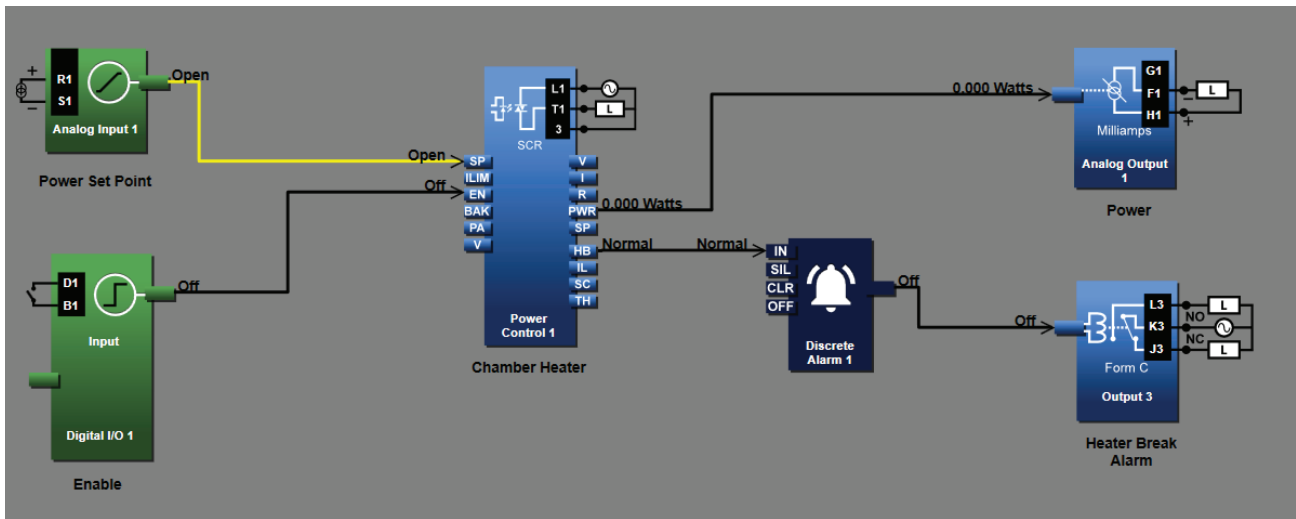 +
R1
S1
–
Open
Analog Input 1
Power Set Point
D1
B1
Off
Input
Digital I/O 1
Enable
Open
Off
L1
T1
3
L
SCR
SP
ILIM
EN
BAK
PA
V
V
I
R
PWR
SP
HB
IL
SC
TH
Power
Control 1
Chamber Heater
0.000 Watts
Normal
Normal
IN
SIL
CLR
OFF
Off
Discrete
Alarm 1
0.000 Watts
G1
F1
H1
–
+
L
Milliamps
Analog Output
1
Power
Off
L3
K3
J3
NO
NC
L
L
Form C
Output 3
Heater Break
Alarm